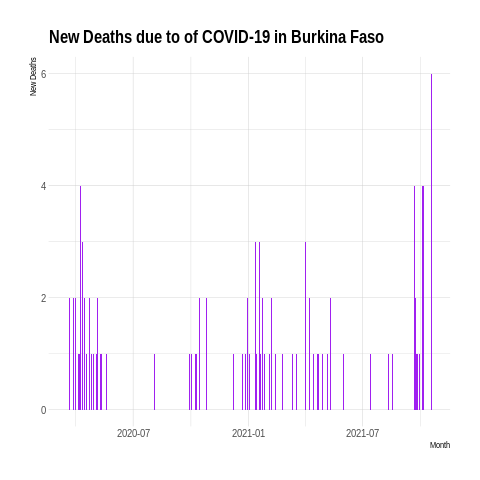 New Deaths due to of COVID-19 in Burkina Faso
New Deaths
6
4
2
0
2020-07 2021-01 2021-07
Month